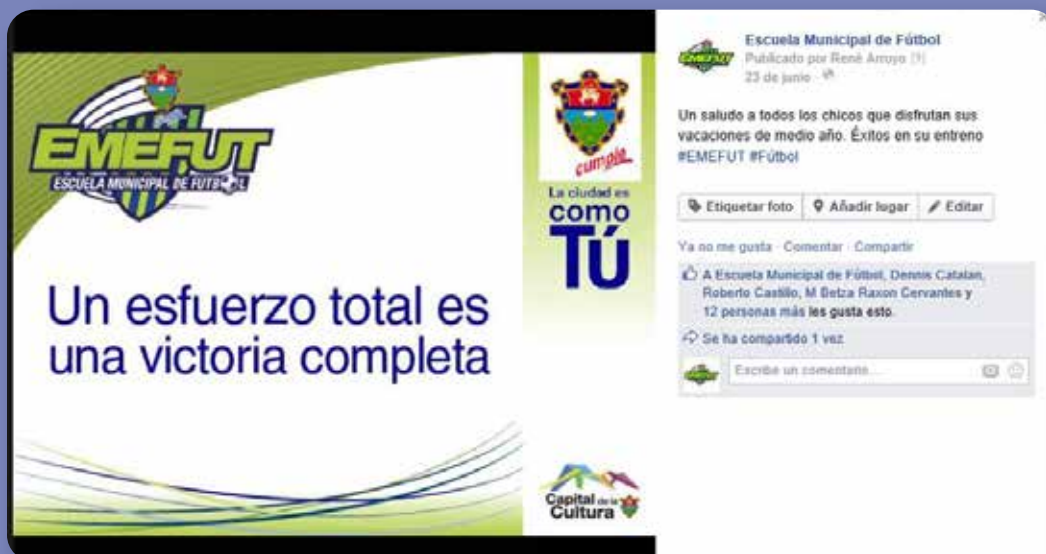 EMEFUT
ESCUELA MUNICIPAL DE FUTBOL
Un esfuerzo total es
una victoria completa
cumple
La ciudad es
como
TÚ
Capital de la
Cultura
Escuela Municipal de Fútbol
Publicado por René Arroyo [?]
23 de junio
Un saludo a todos los chicos que disfrutan sus
vacaciones de medio año. Éxitos en su entreno
#EMEFUT #Fútbol
Etiquetar foto
Añadir lugar
Editar
Ya no me gusta · Comentar · Compartir
A Escuela Municipal de Fútbol, Dennis Catalan,
Roberto Castillo, M Betza Raxon Cervantes y
12 personas más les gusta esto.
Se ha compartido 1 vez
EMEFUT
Escribe un comentario...